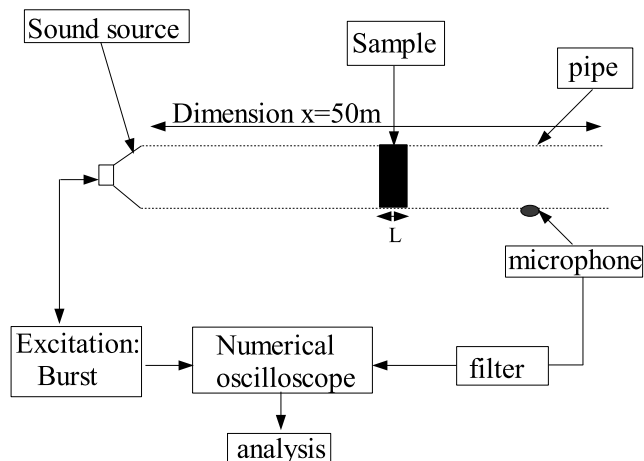 Sound source
Sample
pipe
Dimension x=50m
L
microphone
Excitation:
Burst
Numerical
oscilloscope
filter
analysis